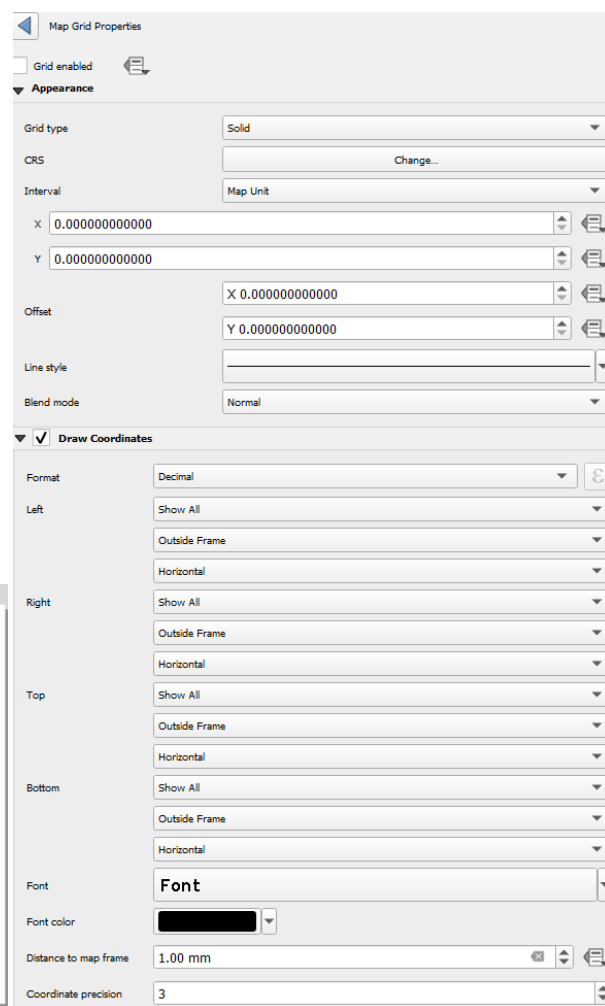 Map Grid Properties
Grid enabled
Appearance
Grid type Solid
CRS Change...
Interval Map Unit
X 0.000000000000
Y 0.000000000000
Offset X 0.000000000000
Y 0.000000000000
Line style
Blend mode Normal
Draw Coordinates
Format Decimal ε
Left Show All
Outside Frame
Horizontal
Right Show All
Outside Frame
Horizontal
Top Show All
Outside Frame
Horizontal
Bottom Show All
Outside Frame
Horizontal
Font Font
Font color
Distance to map frame 1.00 mm
Coordinate precision 3